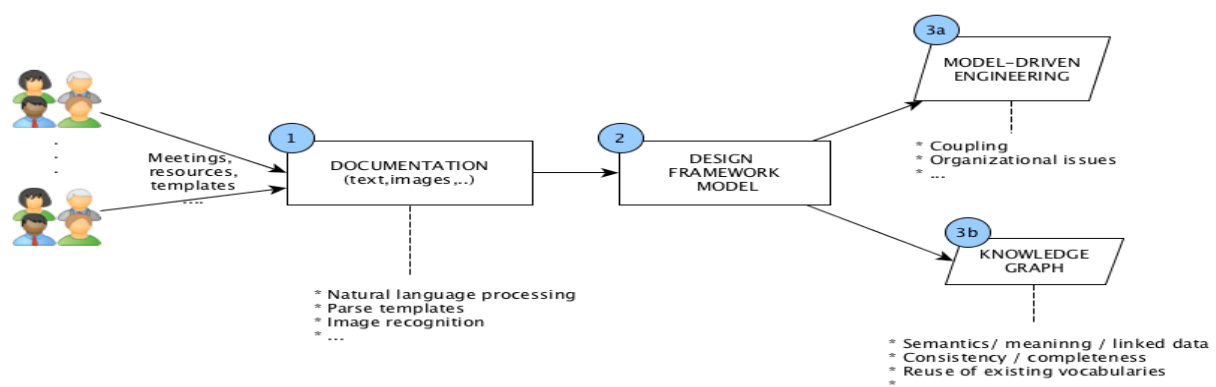 Meetings,
resources,
templates
....
1
DOCUMENTATION
(text,images,..)
* Natural language processing
* Parse templates
* Image recognition
* ...
2
DESIGN
FRAMEWORK
MODEL
3a
MODEL-DRIVEN
ENGINEERING
* Coupling
* Organizational issues
* ...
3b
KNOWLEDGE
GRAPH
* Semantics/ meaninng / linked data
* Consistency / completeness
* Reuse of existing vocabularies
*